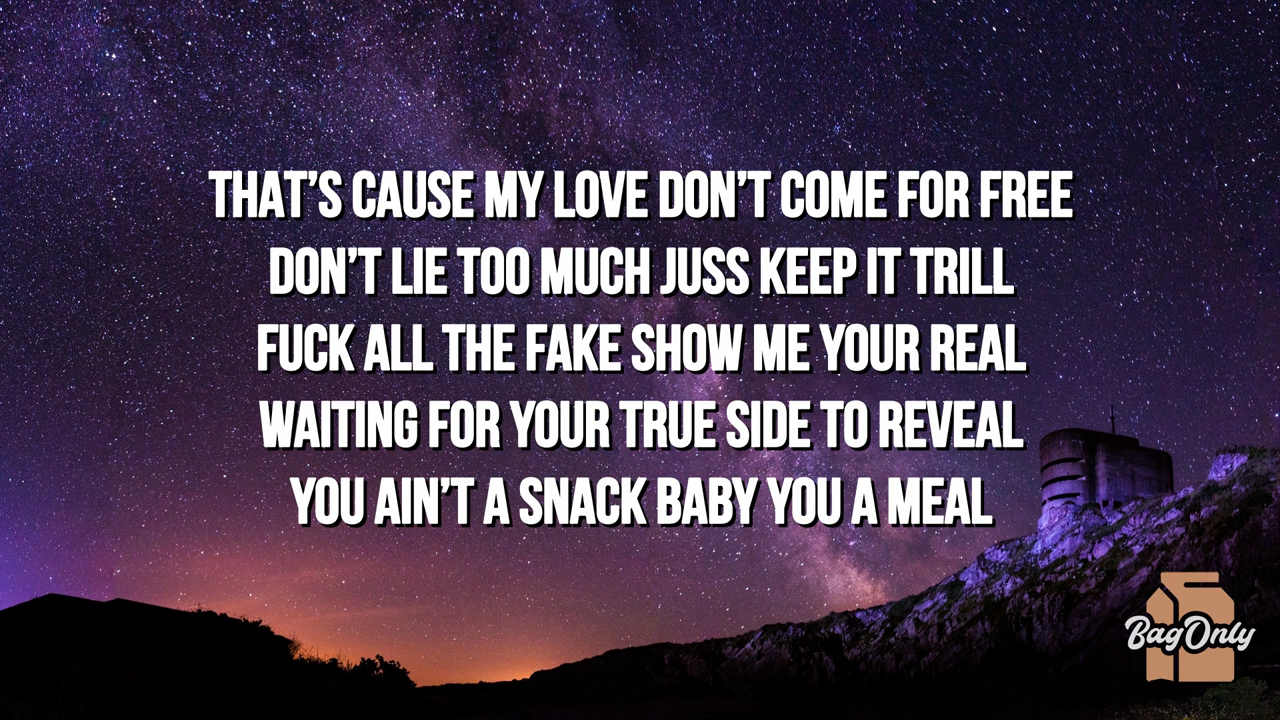 THAT'S CAUSE MY LOVE DON'T COME FOR FREE
DON'T LIE TOO MUCH JUSS KEEP IT TRILL
FUCK ALL THE FAKE SHOW ME YOUR REAL
WAITING FOR YOUR TRUE SIDE TO REVEAL
YOU AIN'T A SNACK BABY YOU A MEAL
BagOnly